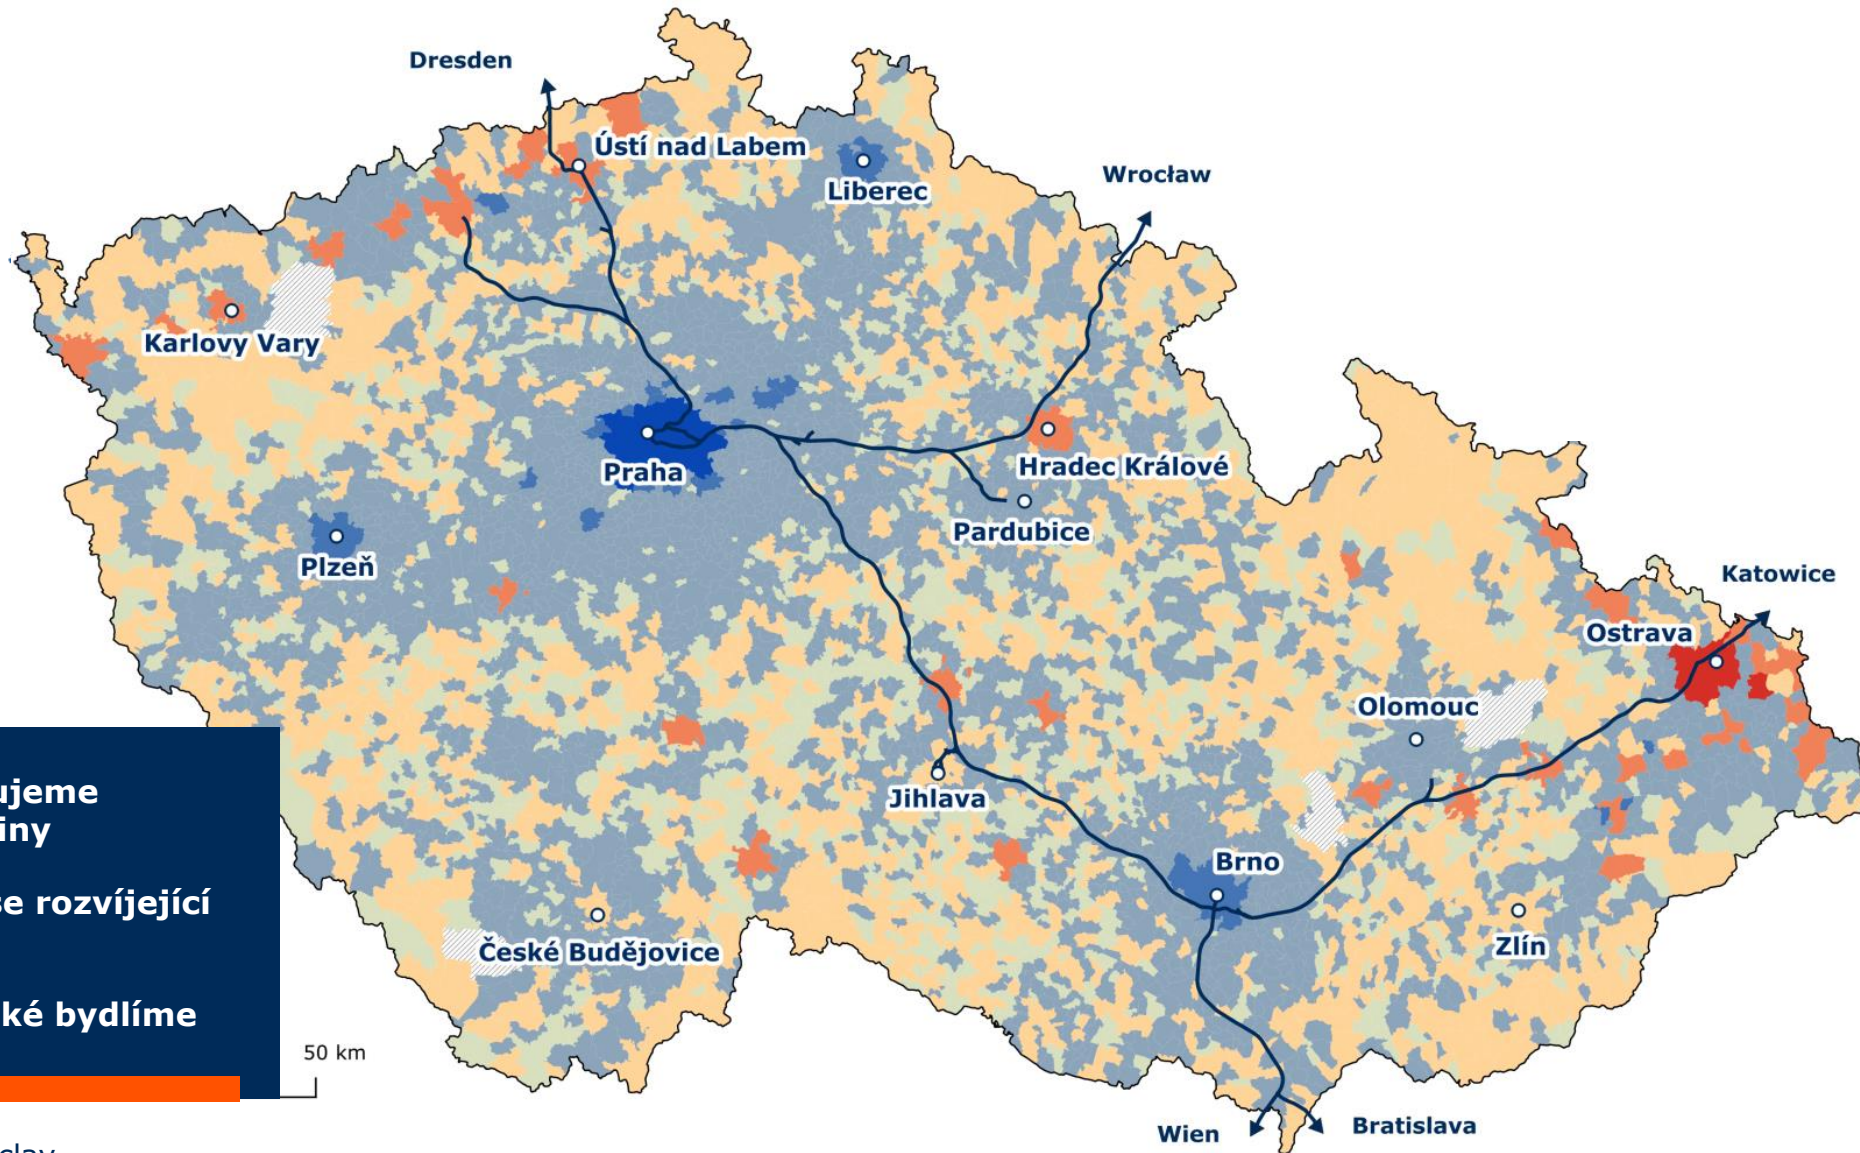 Dresden
Ústí nad Labem
Liberec
Wrocław
Karlovy Vary
Praha
Hradec Králové
Pardubice
Plzeň
Katowice
Ostrava
Olomouc
Jihlava
Brno
České Budějovice
Zlín
Wien
Bratislava
ujeme
iny
se rozvíjející
ké bydlíme
50 km